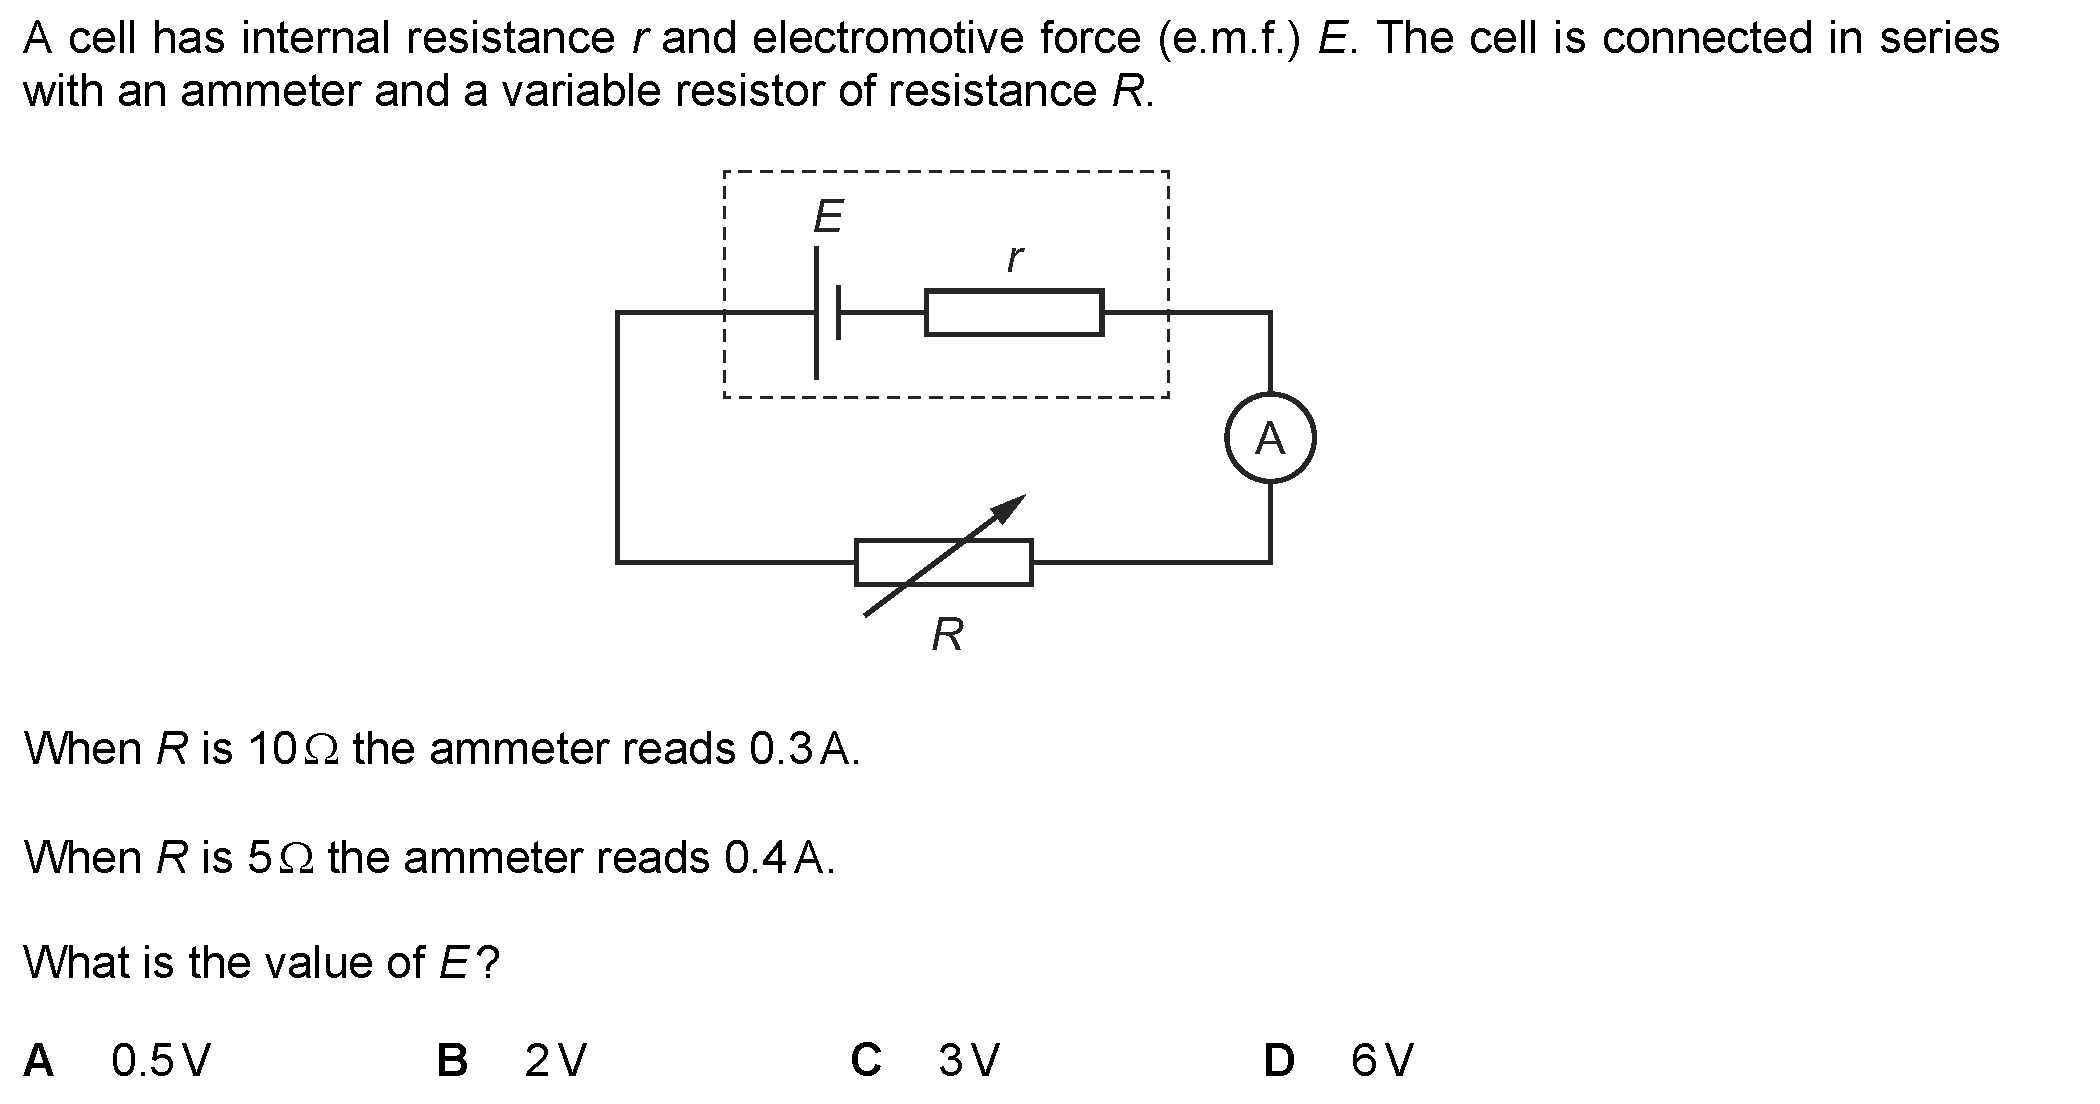 A cell has internal resistance r and electromotive force (e.m.f.) E. The cell is connected in series
with an ammeter and a variable resistor of resistance R.
E
r
A
R
When R is 10 Ω the ammeter reads 0.3 A.
When R is 5 Ω the ammeter reads 0.4 A.
What is the value of E?
A 0.5 V B 2 V C 3 V D 6 V